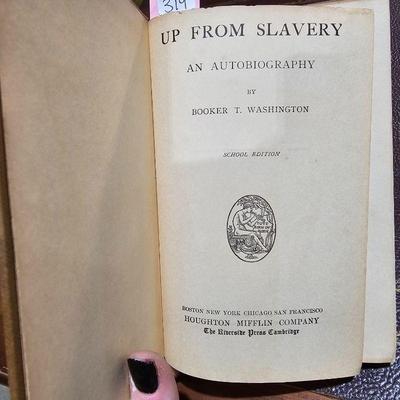 319
UP FROM SLAVERY
AN AUTOBIOGRAPHY
BY
BOOKER T. WASHINGTON
SCHOOL EDITION
BOSTON NEW YORK CHICAGO SAN FRANCISCO
HOUGHTON MIFFLIN COMPANY
The Riverside Press Cambridge